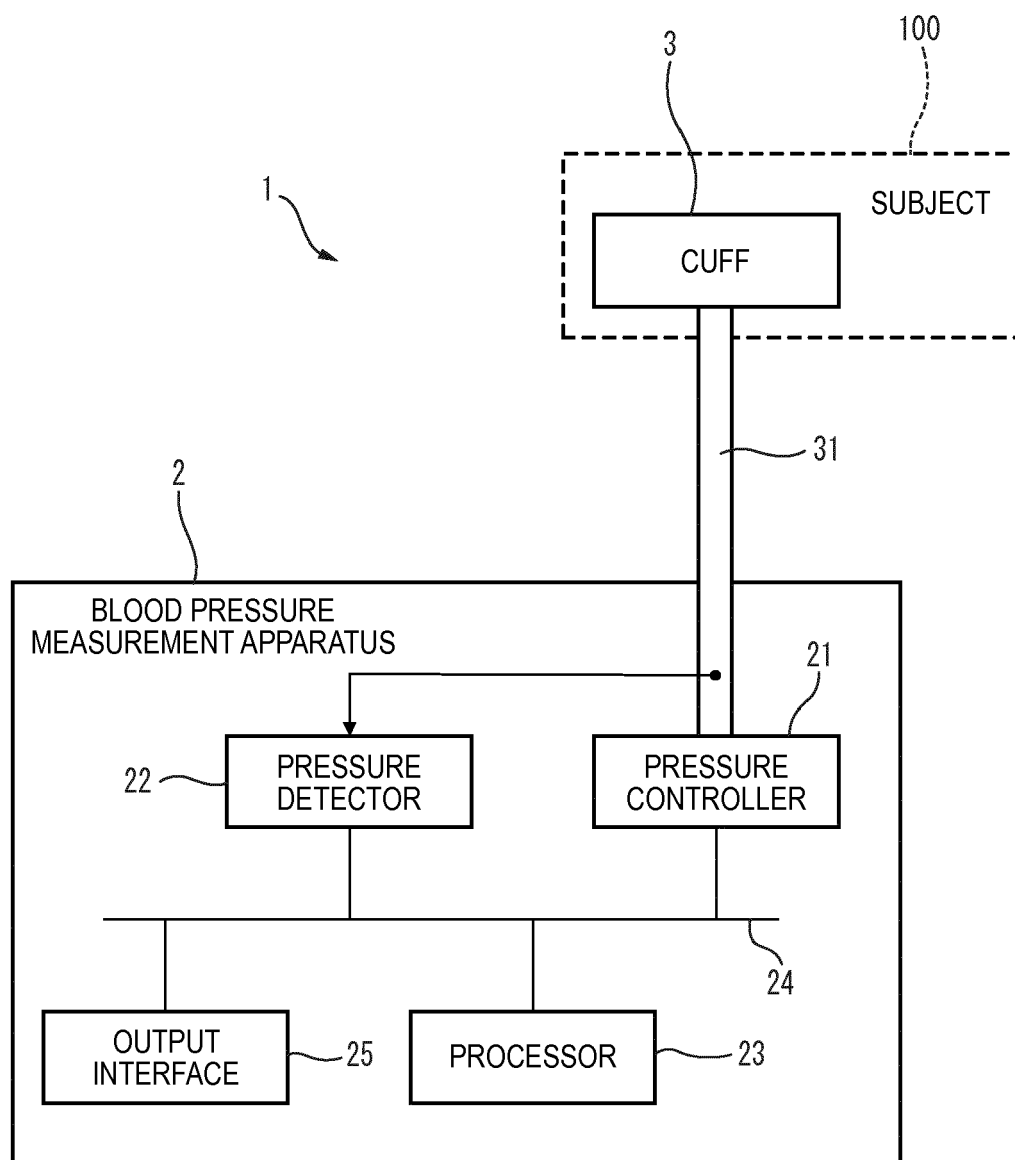 100
3
1
SUBJECT
CUFF
31
2
BLOOD PRESSURE
MEASUREMENT APPARATUS
21
22
PRESSURE
DETECTOR
PRESSURE
CONTROLLER
24
OUTPUT
INTERFACE
25
PROCESSOR
23